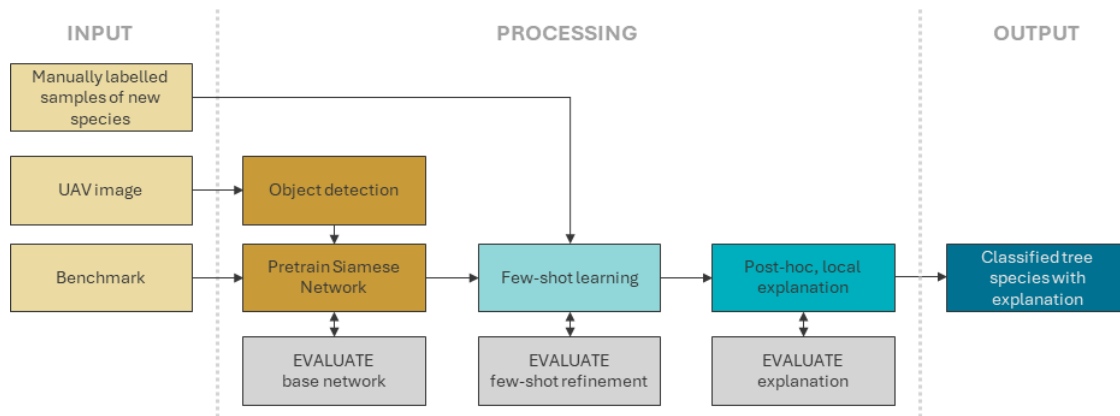 INPUT
PROCESSING
OUTPUT
Manually labelled
samples of new
species
UAV image
Object detection
Benchmark
Pretrain Siamese
Network
Few-shot learning
Post-hoc, local
explanation
Classified tree
species with
explanation
EVALUATE
base network
EVALUATE
few-shot refinement
EVALUATE
explanation